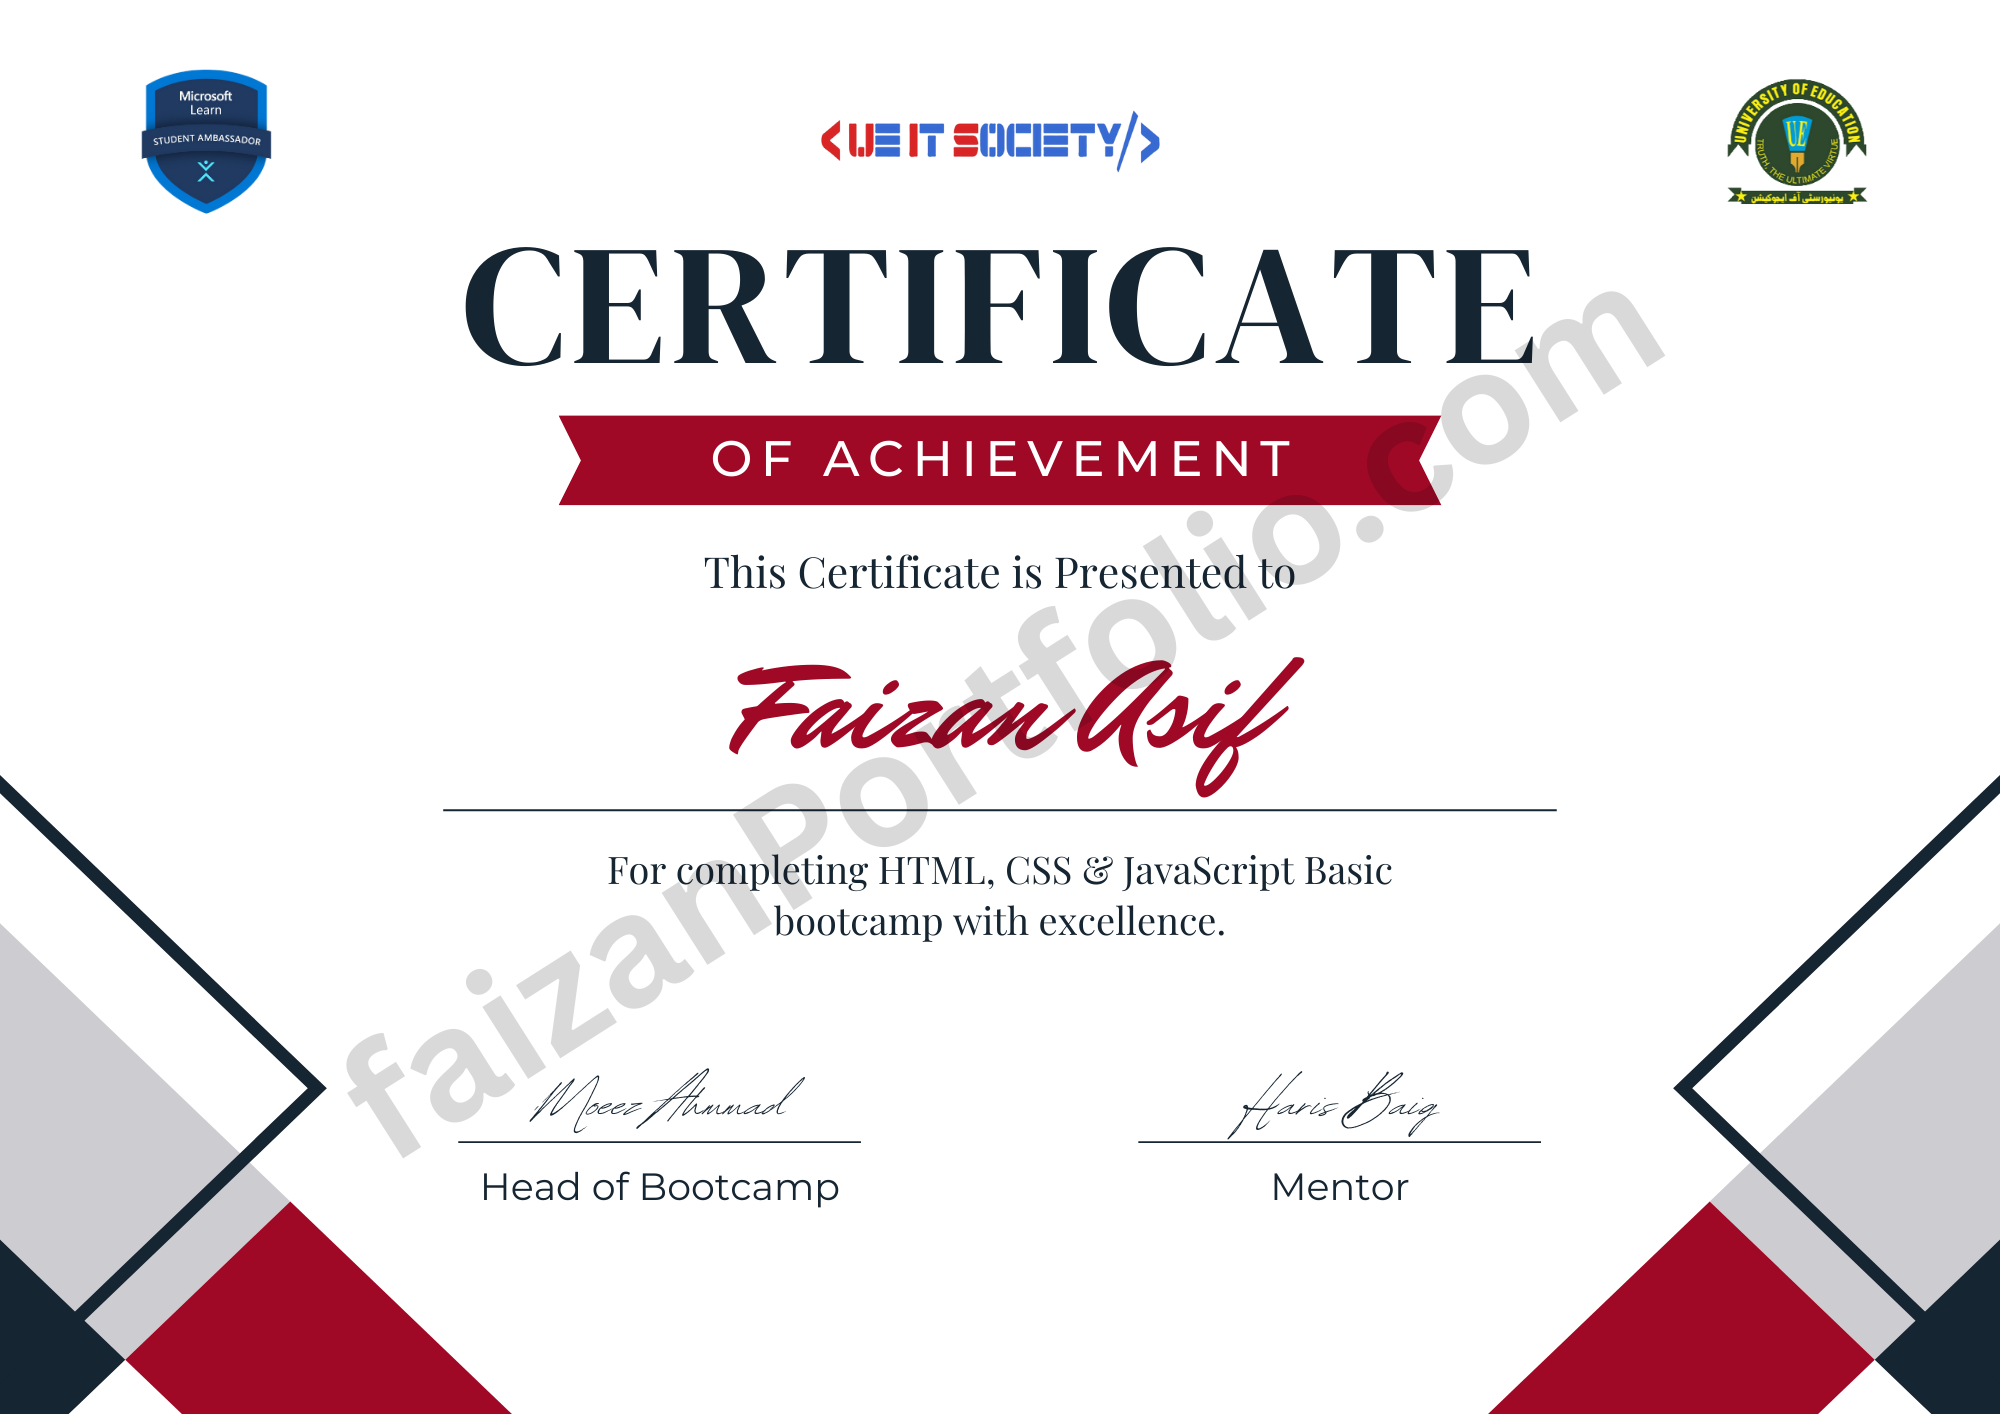 Microsoft
Learn
STUDENT AMBASSADOR
<UE IT SOCIETY/>
UNIVERSITY OF EDUCATION
UE
TRUTH, THE ULTIMATE VIRTUE
یونیورسٹی آف ایجوکیشن
CERTIFICATE
OF ACHIEVEMENT
This Certificate is Presented to
Faizan Asif
For completing HTML, CSS & JavaScript Basic
bootcamp with excellence.
Moeez Ahmmad
Haris Baig
Head of Bootcamp
Mentor
faizanPortfolio.com